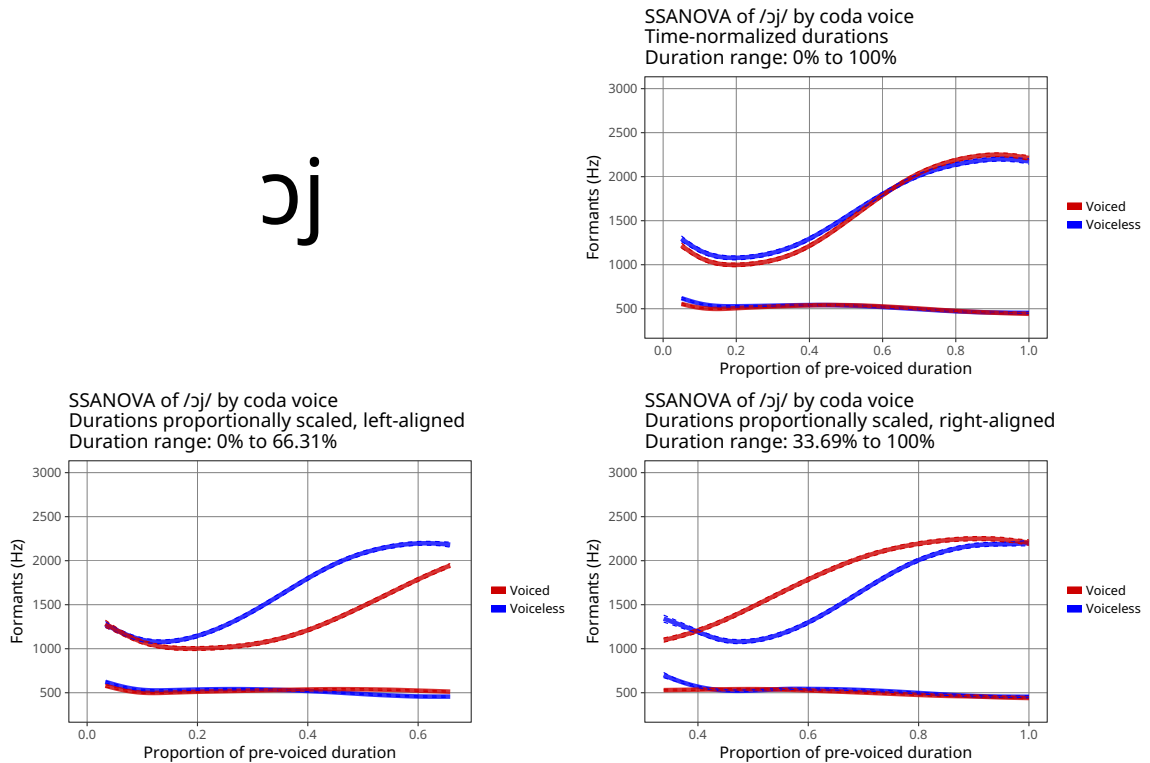 ɔj
SSANOVA of /ɔj/ by coda voice
Time-normalized durations
Duration range: 0% to 100%
3000
2500
2000
1500
1000
500
Formants (Hz)
0.0 0.2 0.4 0.6 0.8 1.0
Proportion of pre-voiced duration
Voiced
Voiceless
SSANOVA of /ɔj/ by coda voice
Durations proportionally scaled, left-aligned
Duration range: 0% to 66.31%
3000
2500
2000
1500
1000
500
Formants (Hz)
0.0 0.2 0.4 0.6
Proportion of pre-voiced duration
Voiced
Voiceless
SSANOVA of /ɔj/ by coda voice
Durations proportionally scaled, right-aligned
Duration range: 33.69% to 100%
3000
2500
2000
1500
1000
500
Formants (Hz)
0.4 0.6 0.8 1.0
Proportion of pre-voiced duration
Voiced
Voiceless